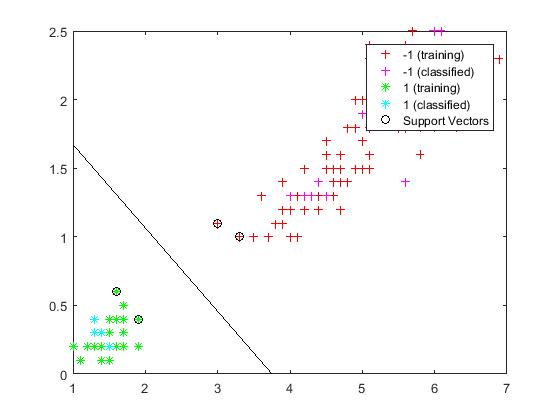 2.5
2
1.5
1
0.5
0
1 2 3 4 5 6 7
-1 (training)
-1 (classified)
1 (training)
1 (classified)
Support Vectors